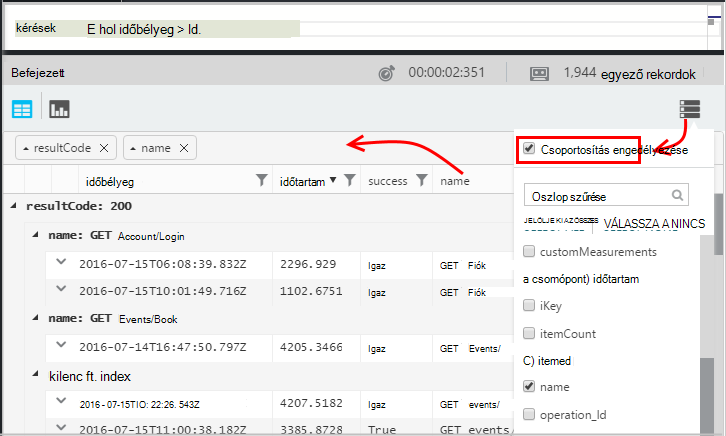 kérések E hol időbélyeg > ld.
Befejezett 00:00:02:351 1,944 egyező rekordok
resultCode × name ×
Csoportosítás engedélyezése
időbélyeg időtartam success name
Oszlop szűrése
resultCode: 200
JELÖLJE KI AZ ÖSSZES VÁLASSZA A NINCS
name: GET Account/Login
customMeasurements
2016-07-15T06:08:39.832Z 2296.929 Igaz GET Fiók
a csomópont) időtartam
2016-07-15T10:01:49.716Z 1102.6751 Igaz GET Fiók
iKey
name: GET Events/Book
itemCount
2016-07-14T16:47:50.797Z 4205.3466 Igaz GET Events/
C) itemed
kilenc ft. index
name
2016 - 07-15TIO: 22:26. 543Z 4207.5182 Igaz GET events/
operation_Id
2016-07-15T11:00:38.182Z 3385.8728 True GET events/